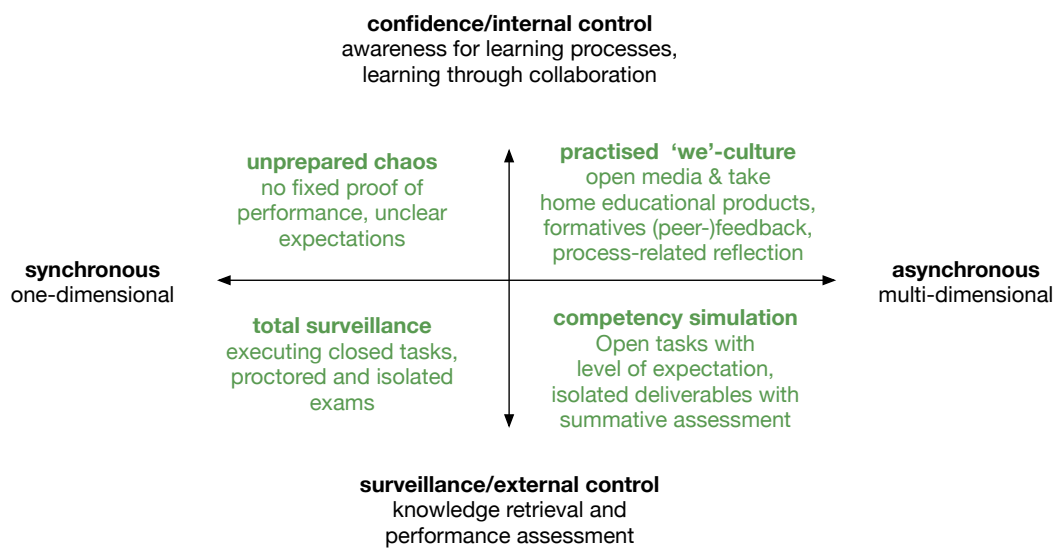 confidence/internal control
awareness for learning processes,
learning through collaboration
unprepared chaos
no fixed proof of
performance, unclear
expectations
practised 'we'-culture
open media & take
home educational products,
formatives (peer-)feedback,
process-related reflection
synchronous
one-dimensional
asynchronous
multi-dimensional
total surveillance
executing closed tasks,
proctored and isolated
exams
competency simulation
Open tasks with
level of expectation,
isolated deliverables with
summative assessment
surveillance/external control
knowledge retrieval and
performance assessment